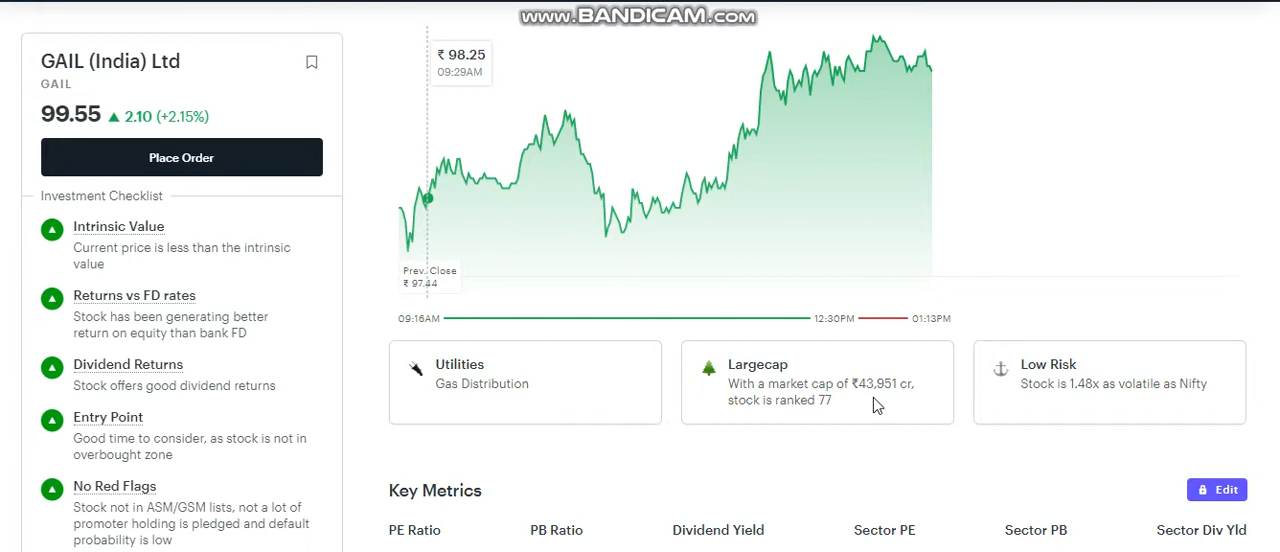 www.BANDICAM.com
GAIL (India) Ltd
GAIL
99.55 ▲ 2.10 (+2.15%)
Place Order
Investment Checklist
Intrinsic Value
Current price is less than the intrinsic
value
Returns vs FD rates
Stock has been generating better
return on equity than bank FD
Dividend Returns
Stock offers good dividend returns
Entry Point
Good time to consider, as stock is not in
overbought zone
No Red Flags
Stock not in ASM/GSM lists, not a lot of
promoter holding is pledged and default
probability is low
₹ 98.25
09:29AM
Prev. Close
₹ 97.44
09:16AM 12:30PM 01:13PM
Utilities
Gas Distribution
Largecap
With a market cap of ₹43,951 cr,
stock is ranked 77
Low Risk
Stock is 1.48x as volatile as Nifty
Key Metrics
Edit
PE Ratio PB Ratio Dividend Yield Sector PE Sector PB Sector Div Yld